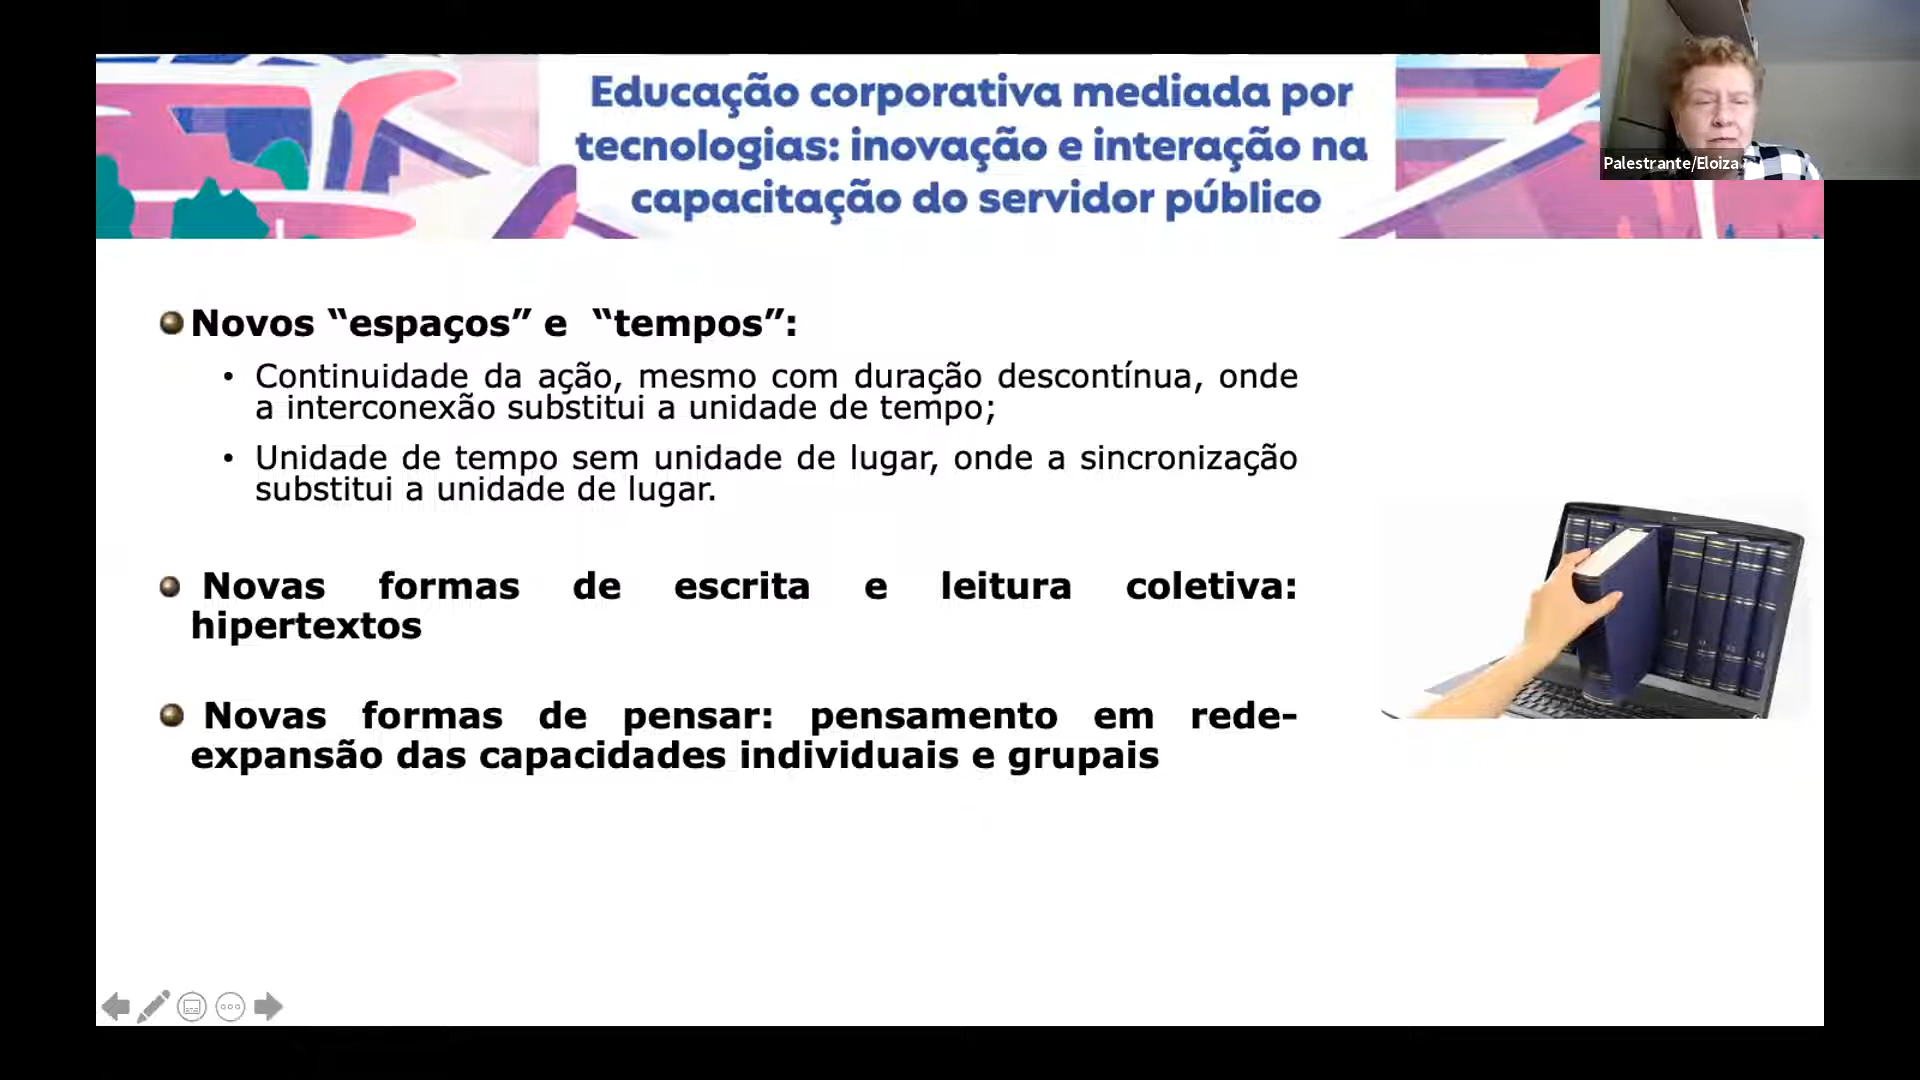 Educação corporativa mediada por
tecnologias: inovação e interação na
capacitação do servidor público
Palestrante/Eloiza
Novos “espaços” e “tempos”:
• Continuidade da ação, mesmo com duração descontínua, onde
a interconexão substitui a unidade de tempo;
• Unidade de tempo sem unidade de lugar, onde a sincronização
substitui a unidade de lugar.
Novas formas de escrita e leitura coletiva:
hipertextos
Novas formas de pensar: pensamento em rede-
expansão das capacidades individuais e grupais